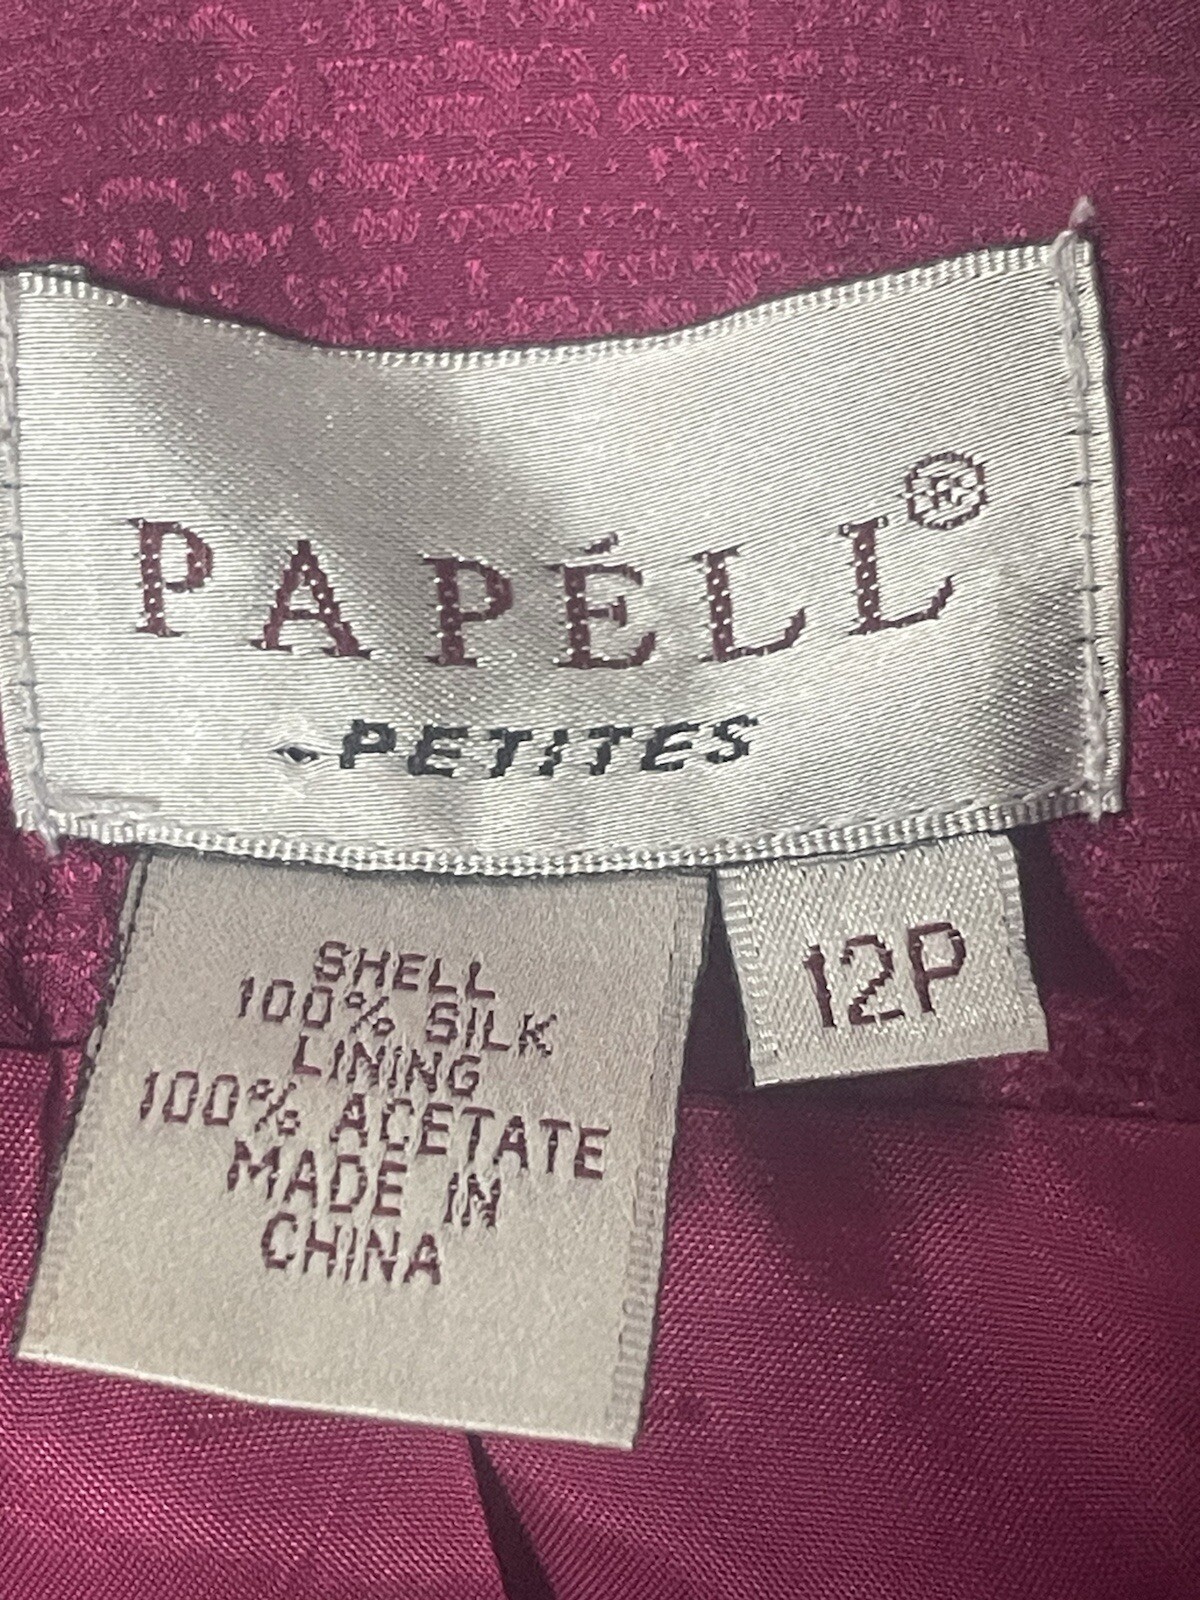 PAPÉLL®
PETITES
SHELL
100% SILK
LINING
100% ACETATE
MADE IN
CHINA
12P